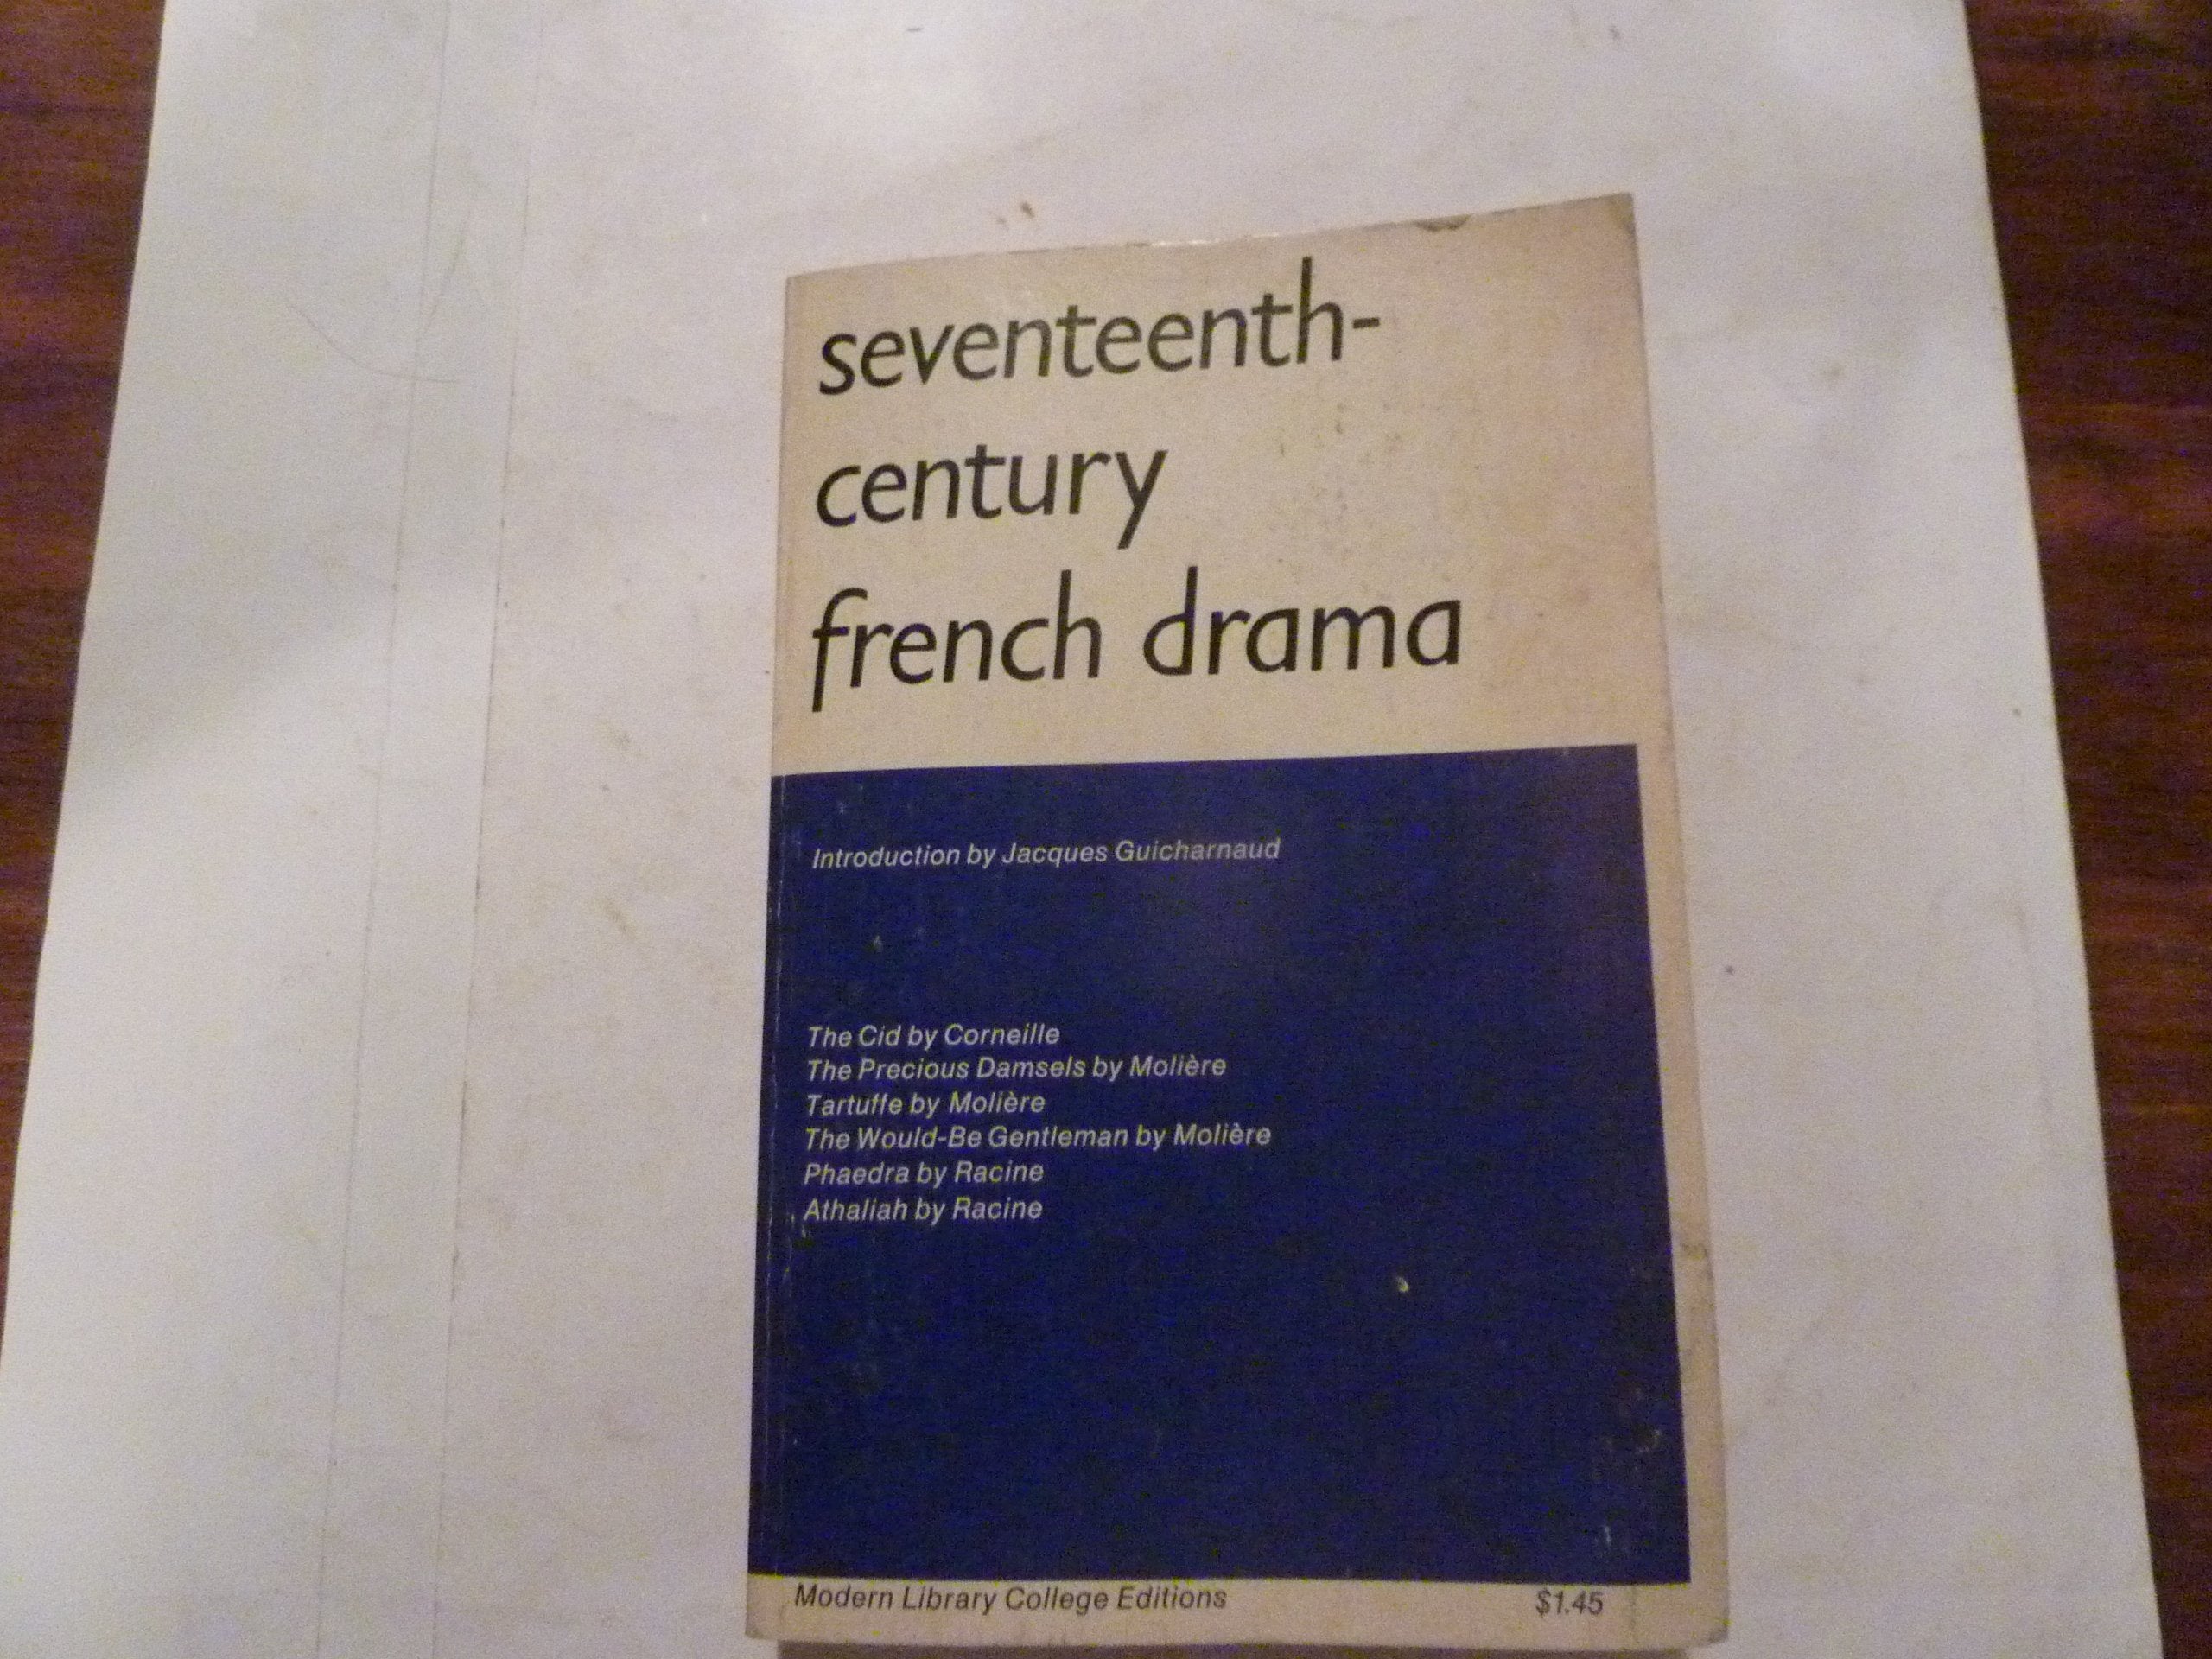 seventeenth-
century
french drama
Introduction by Jacques Guicharnaud
The Cid by Corneille
The Precious Damsels by Molière
Tartuffe by Molière
The Would-Be Gentleman by Molière
Phaedra by Racine
Athaliah by Racine
Modern Library College Editions $1.45